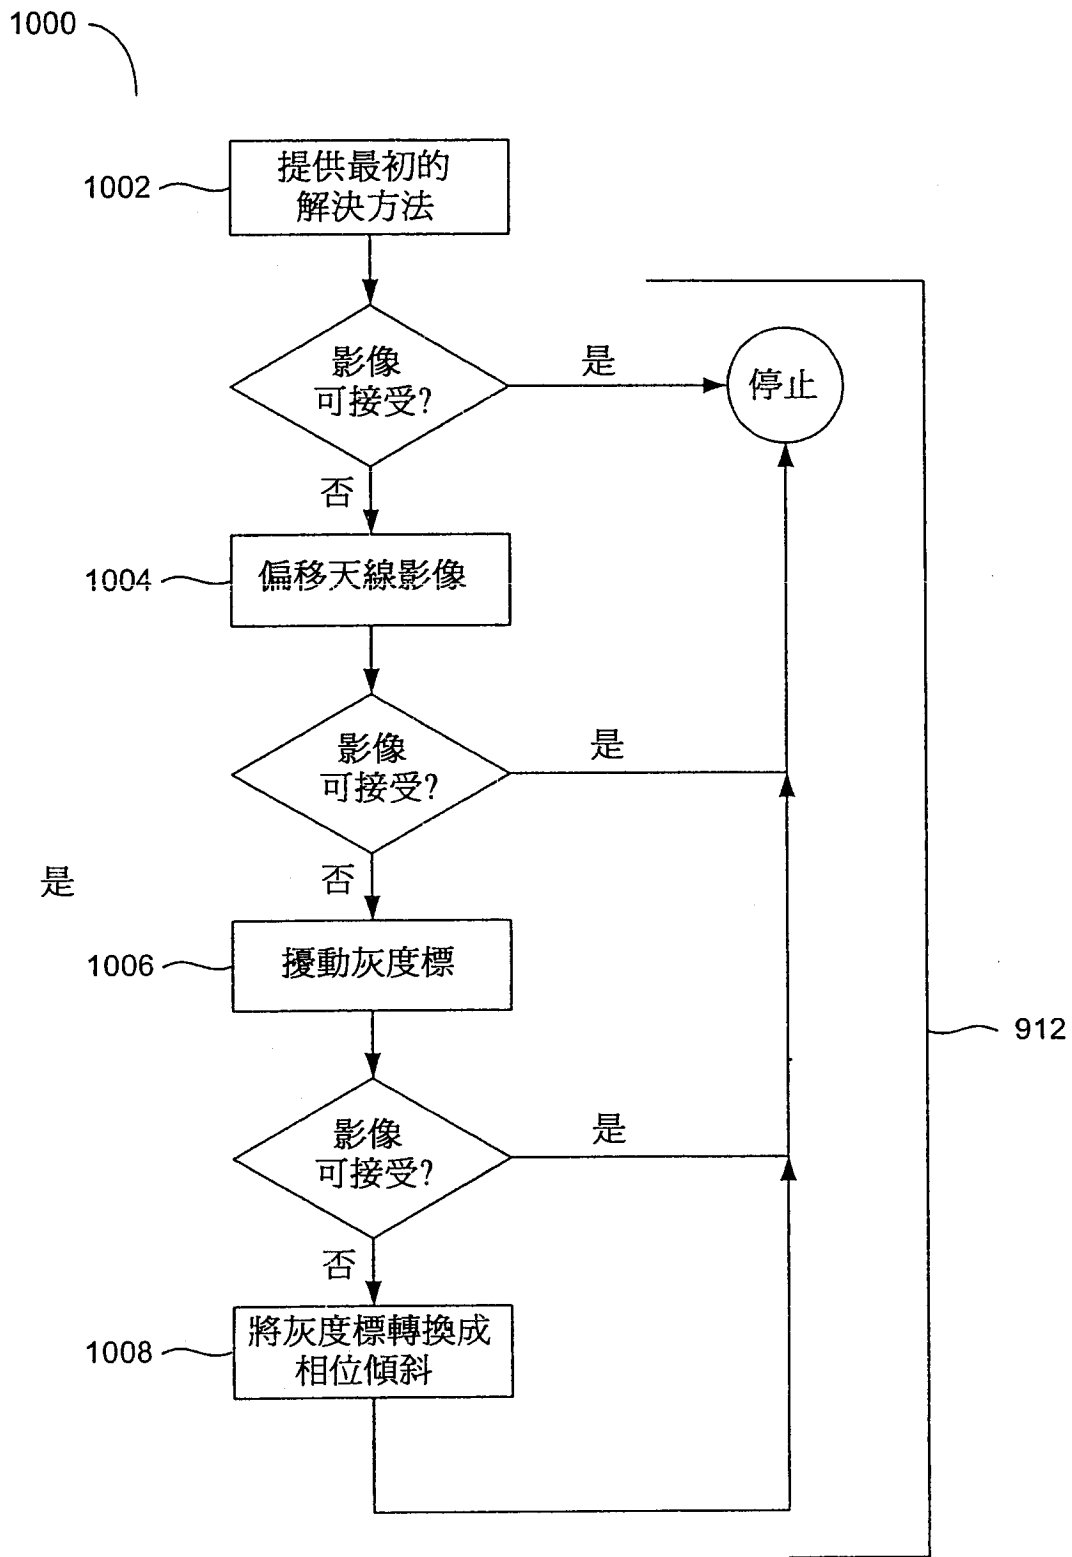 1000
提供最初的
解決方法
1002
影像
可接受?
是
停止
否
偏移天線影像
1004
影像
可接受?
是
否
是
擾動灰度標
1006
912
影像
可接受?
是
否
將灰度標轉換成
相位傾斜
1008